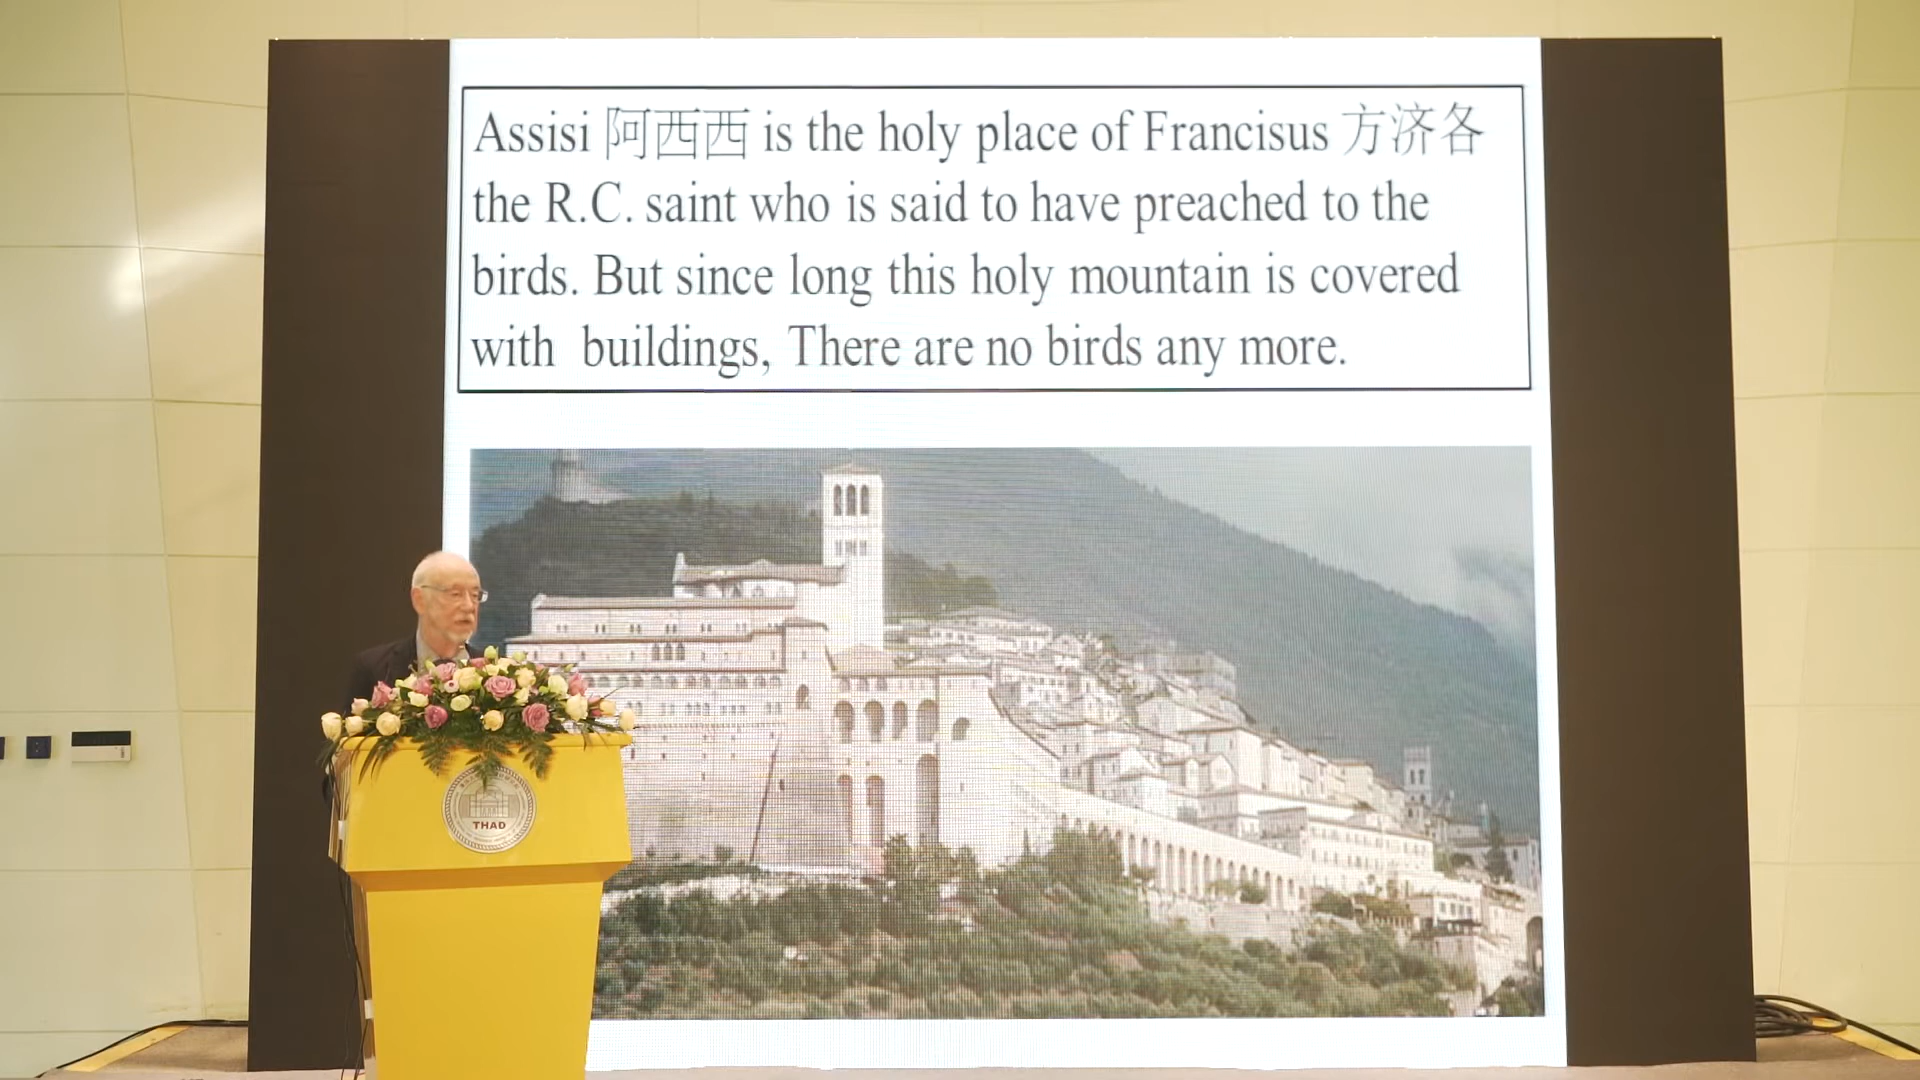 Assisi 阿西西 is the holy place of Francisus 方济各
the R.C. saint who is said to have preached to the
birds. But since long this holy mountain is covered
with  buildings, There are no birds any more.
THAD